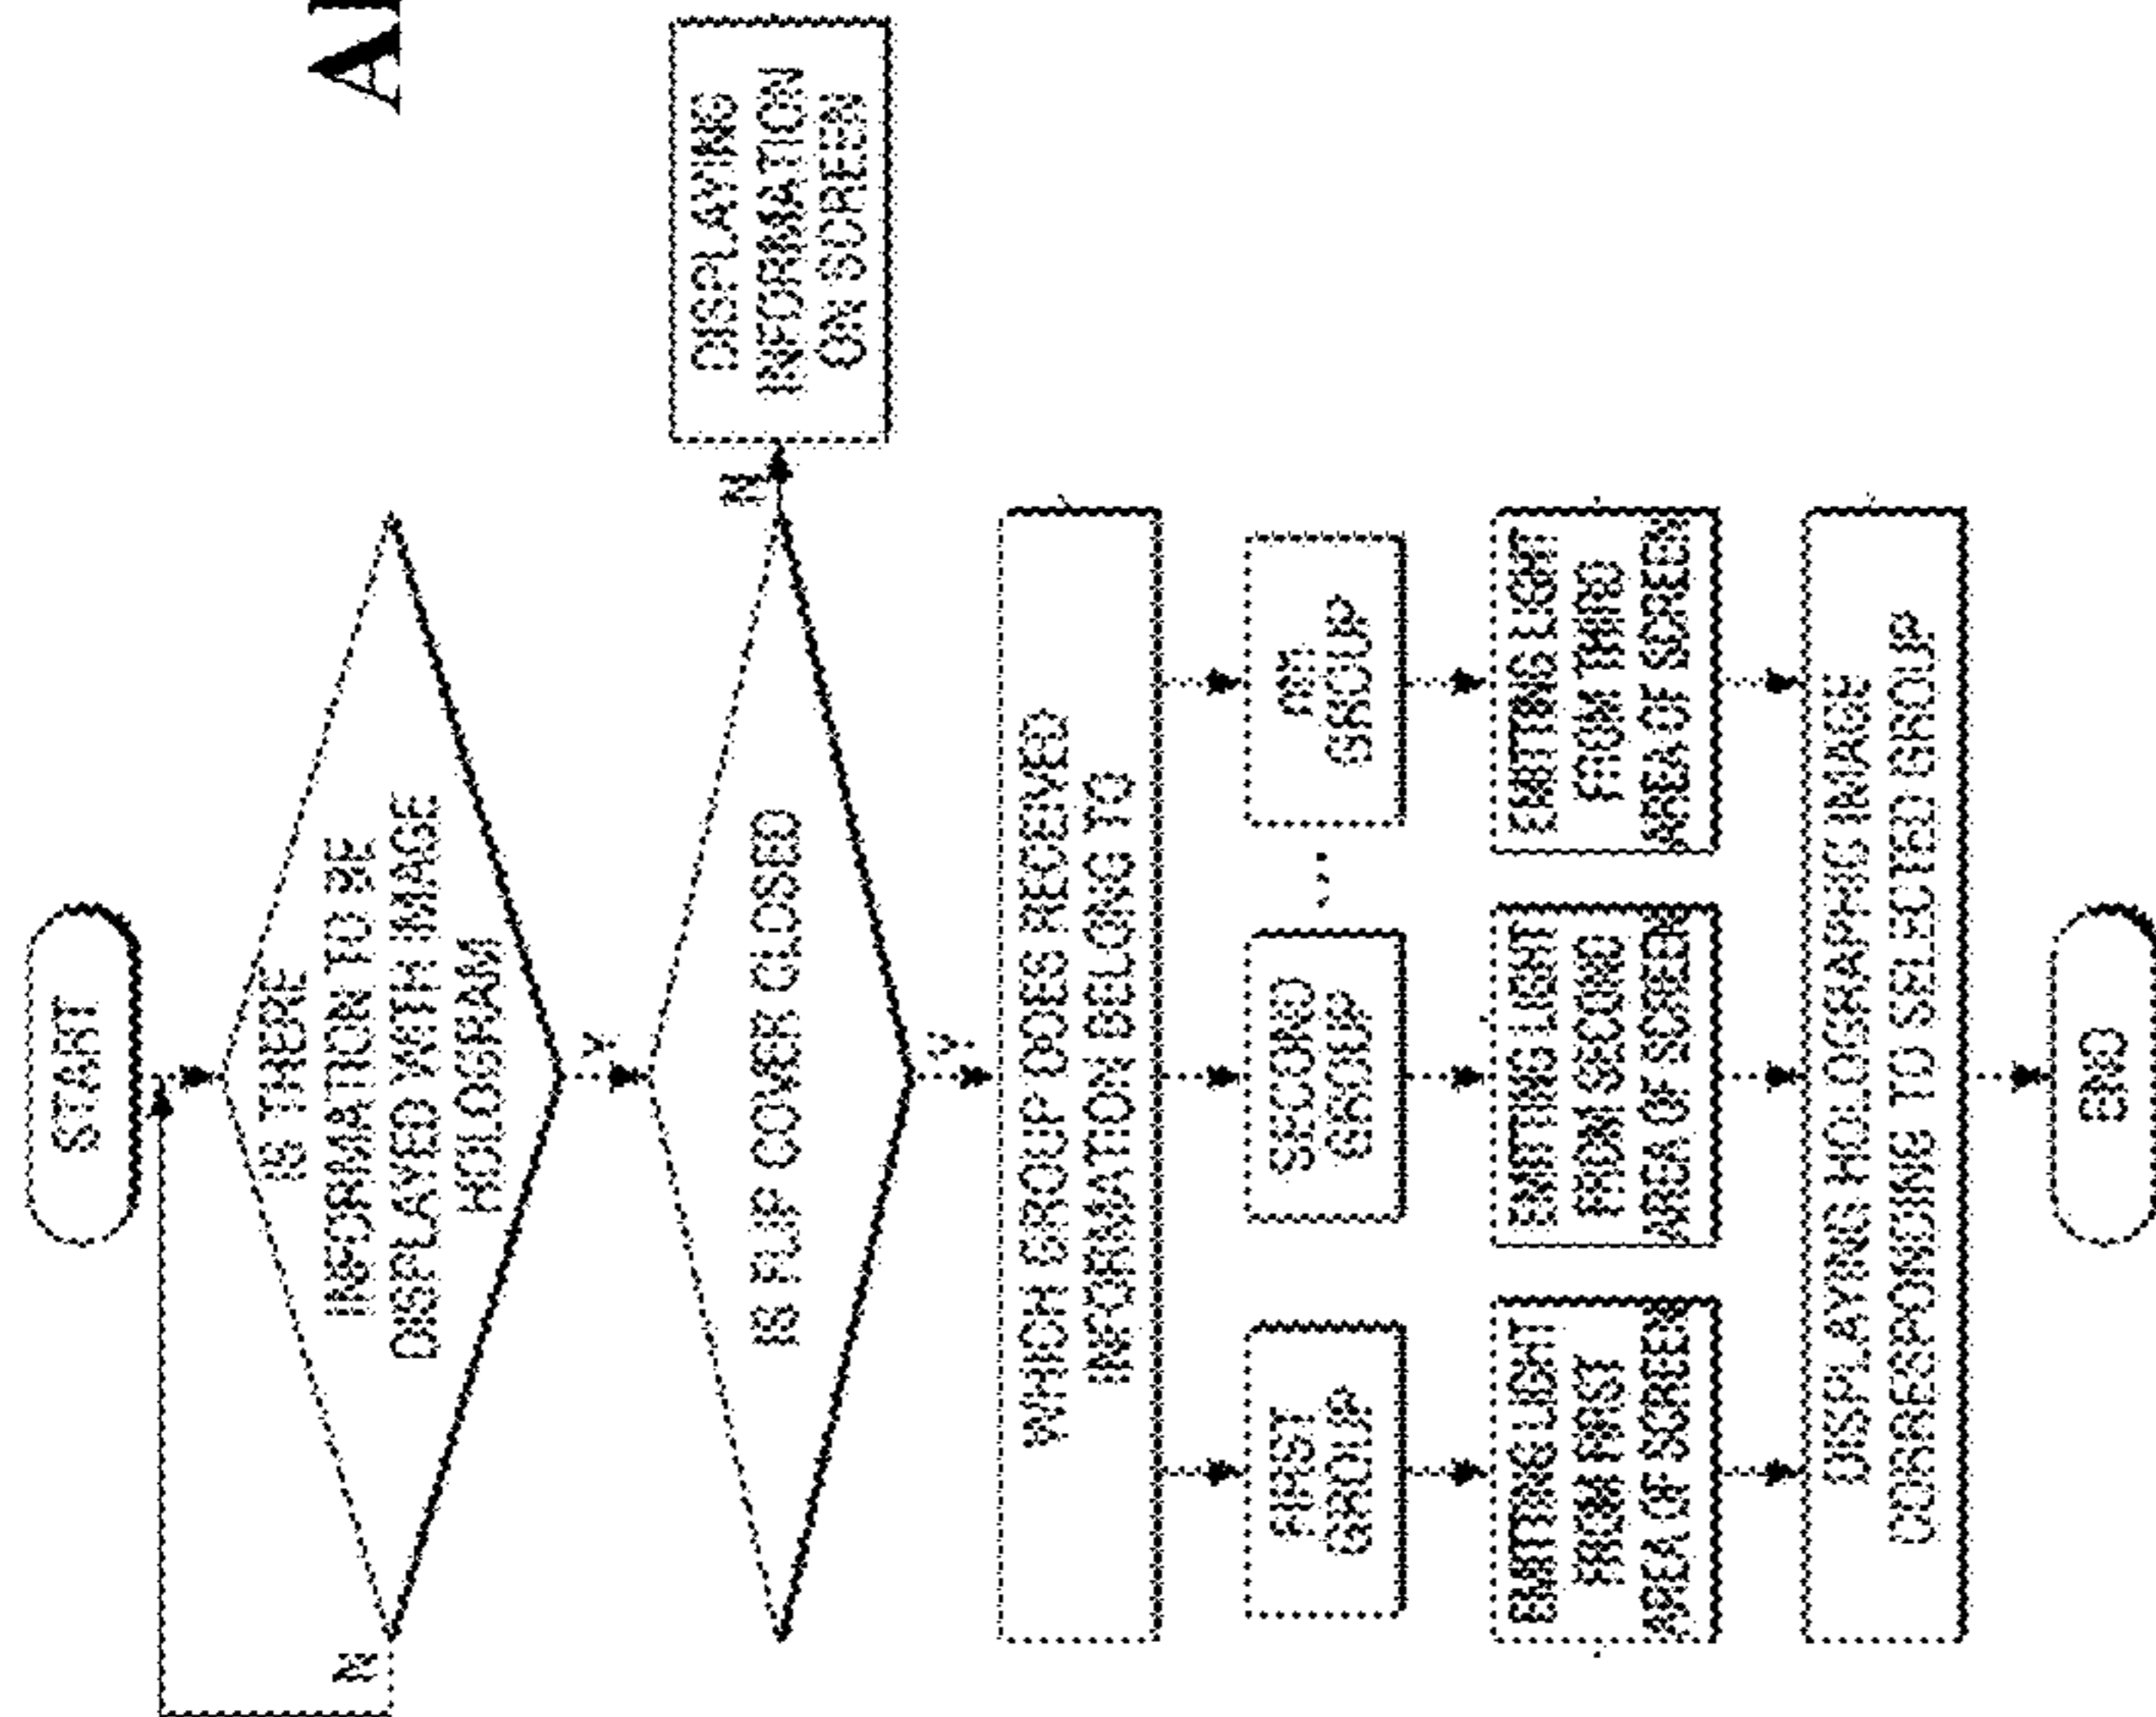 START
IS THERE
INFORMATION TO BE
DISPLAYED WITH IMAGE
HOLOGRAM
N
Y
IS FLIP COVER CLOSED
N
DISPLAYING
INFORMATION
ON SCREEN
Y
WHICH GROUP DOES RECEIVED
INFORMATION BELONG TO
FIRST
GROUP
SECOND
GROUP
...
GROUP
EMITTING LIGHT
FROM FIRST
AREA OF SCREEN
EMITTING LIGHT
FROM SECOND
AREA OF SCREEN
EMITTING LIGHT
FROM THIRD
AREA OF SCREEN
DISPLAYING HOLOGRAPHIC IMAGE
CORRESPONDING TO SELECTED GROUP
END